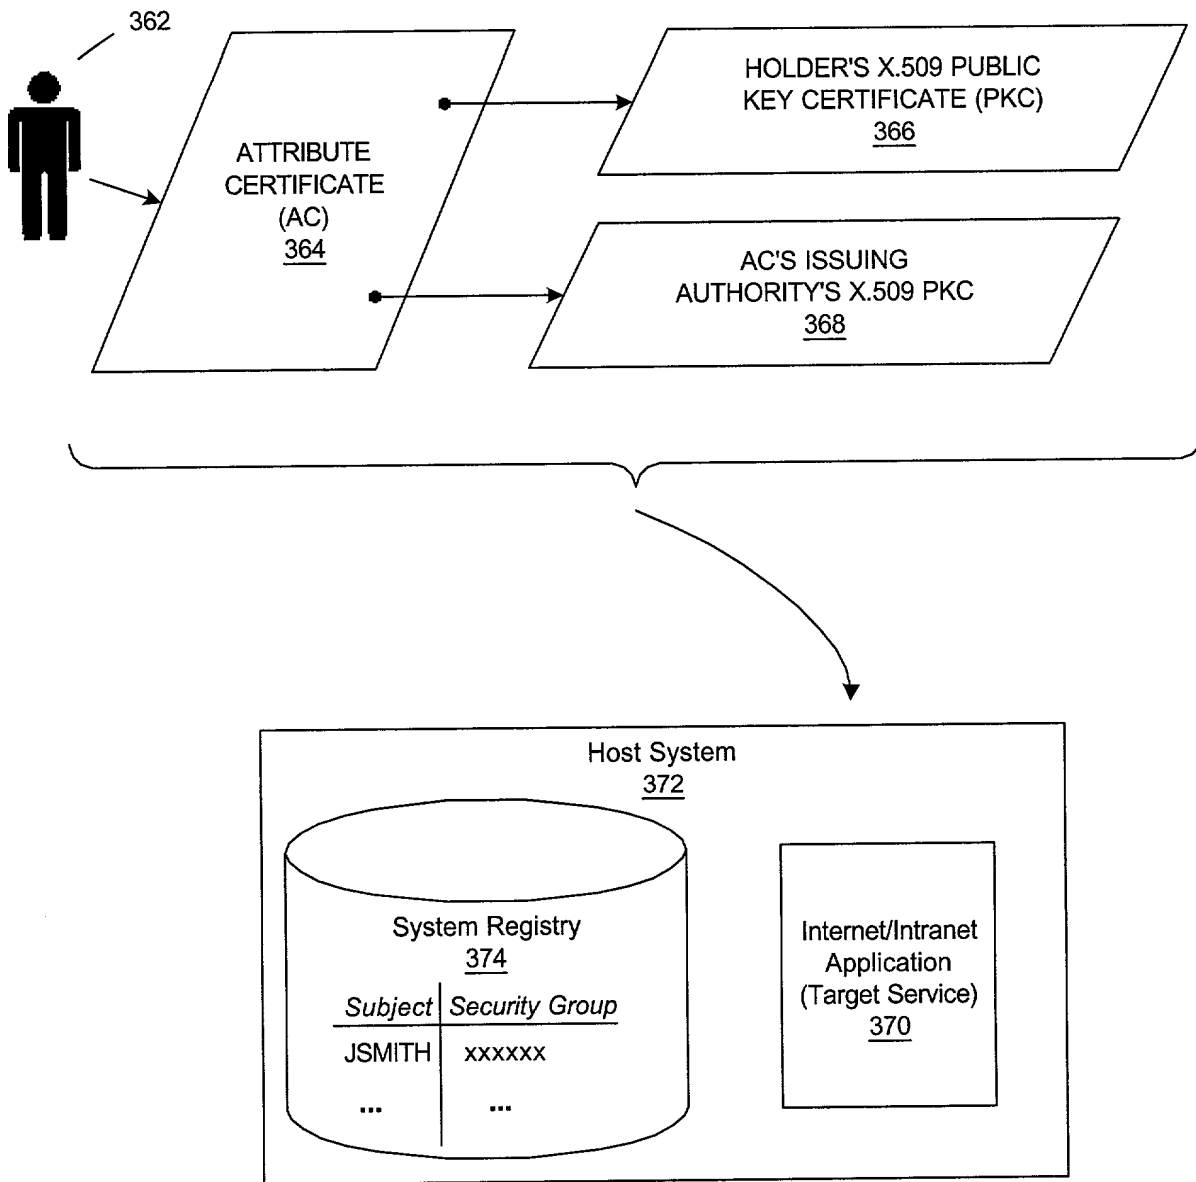 362
ATTRIBUTE
CERTIFICATE
(AC)
364
HOLDER'S X.509 PUBLIC
KEY CERTIFICATE (PKC)
366
AC'S ISSUING
AUTHORITY'S X.509 PKC
368
Host System
372
System Registry
374
Subject Security Group
JSMITH xxxxxx
... ...
Internet/Intranet
Application
(Target Service)
370